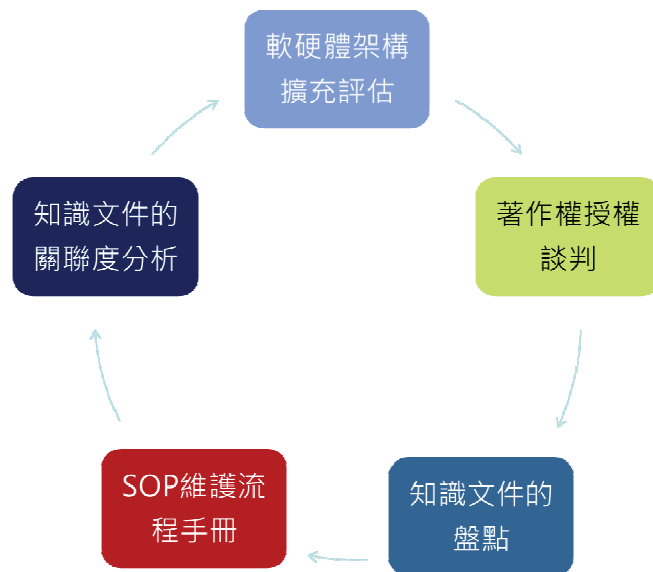 軟硬體架構
擴充評估
著作權授權
談判
知識文件的
盤點
SOP維護流
程手冊
知識文件的
關聯度分析